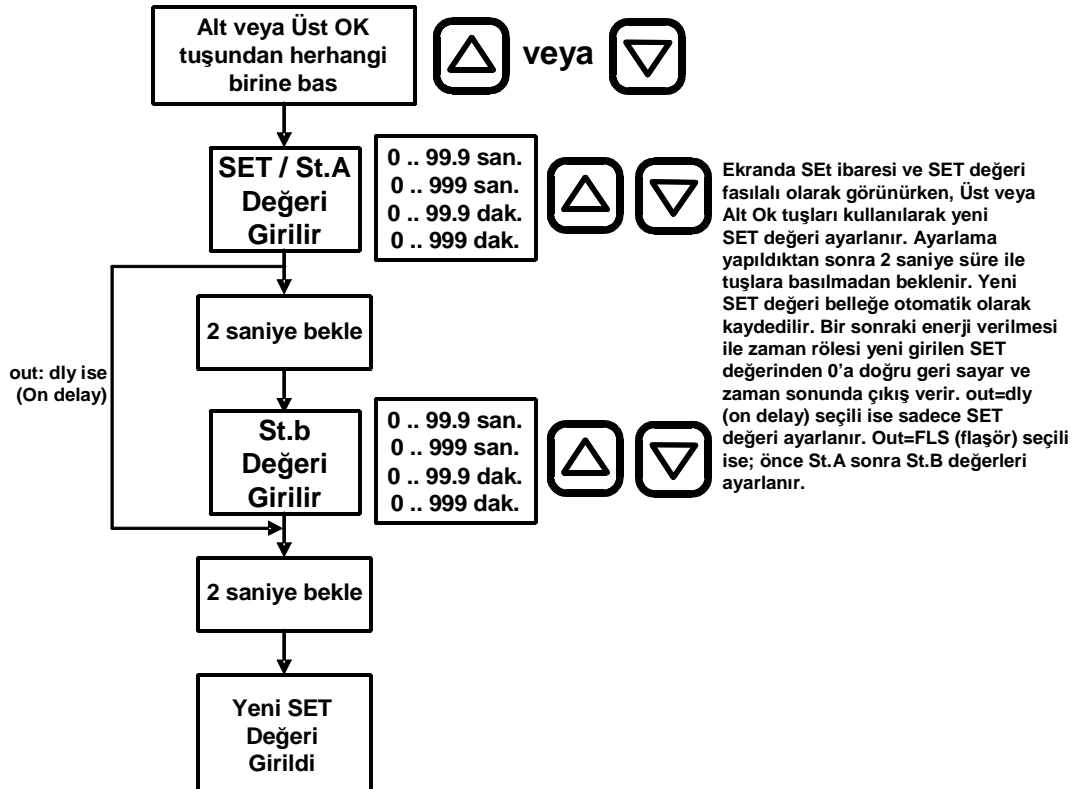 Alt veya Üst OK
tuşundan herhangi
birine bas
veya
SET / St.A
Değeri
Girilir
0 .. 99.9 san.
0 .. 999 san.
0 .. 99.9 dak.
0 .. 999 dak.
Ekranda SEt ibaresi ve SET değeri
fasılalı olarak görünürken, Üst veya
Alt Ok tuşları kullanılarak yeni
SET değeri ayarlanır. Ayarlama
yapıldıktan sonra 2 saniye süre ile
tuşlara basılmadan beklenir. Yeni
SET değeri belleğe otomatik olarak
kaydedilir. Bir sonraki enerji verilmesi
ile zaman rölesi yeni girilen SET
değerinden 0’a doğru geri sayar ve
zaman sonunda çıkış verir. out=dly
(on delay) seçili ise sadece SET
değeri ayarlanır. Out=FLS (flaşör) seçili
ise; önce St.A sonra St.B değerleri
ayarlanır.
2 saniye bekle
out: dly ise
(On delay)
St.b
Değeri
Girilir
0 .. 99.9 san.
0 .. 999 san.
0 .. 99.9 dak.
0 .. 999 dak.
2 saniye bekle
Yeni SET
Değeri
Girildi